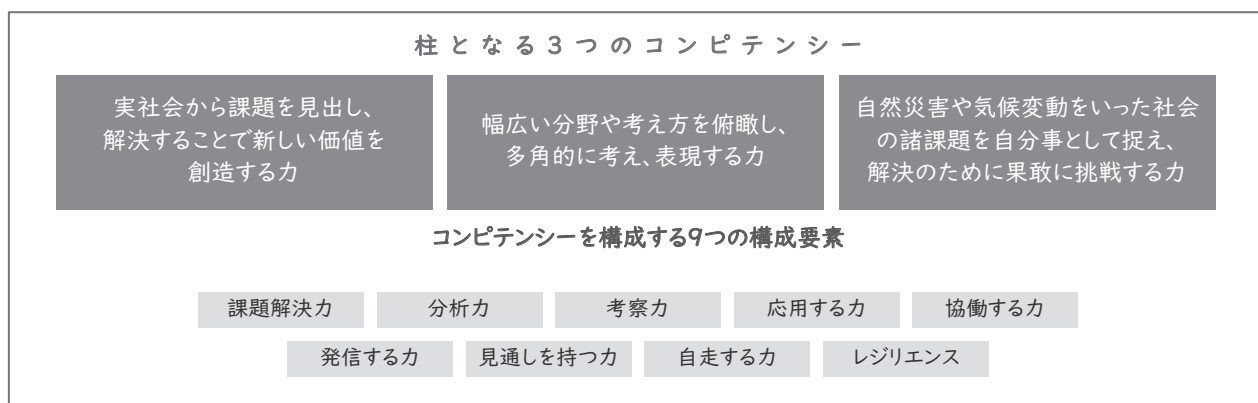 柱となる3つのコンピテンシー
実社会から課題を見出し、
解決することで新しい価値を
創造する力
幅広い分野や考え方を俯瞰し、
多角的に考え、表現する力
自然災害や気候変動をいった社会
の諸課題を自分事として捉え、
解決のために果敢に挑戦する力
コンピテンシーを構成する9つの構成要素
課題解決力
分析力
考察力
応用する力
協働する力
発信する力
見通しを持つ力
自走する力
レジリエンス